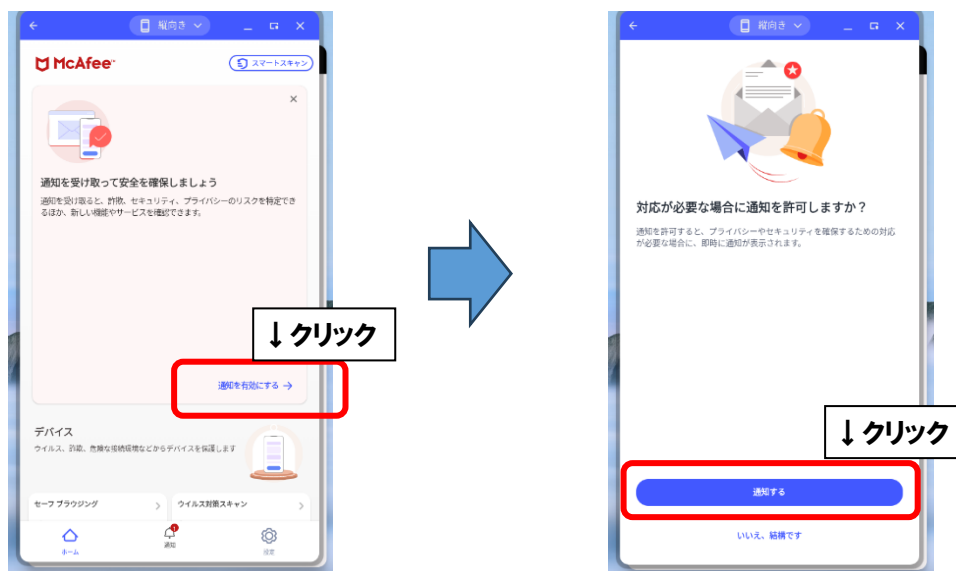 縦向き
McAfee
スマートスキャン
通知を受け取って安全を確保しましょう
通知を受け取ると、詐欺、セキュリティ、プライバシーのリスクを特定でき
るほか、新しい機能やサービスを確認できます。
↓クリック
通知を有効にする →
デバイス
ウイルス、詐欺、危険な接続環境などからデバイスを保護します
セーフ ブラウジング
ウイルス対策スキャン
ホーム
通知
設定
縦向き
対応が必要な場合に通知を許可しますか？
通知を許可すると、プライバシーやセキュリティを確保するための対応
が必要な場合に、即時に通知が表示されます。
↓クリック
通知する
いいえ、結構です